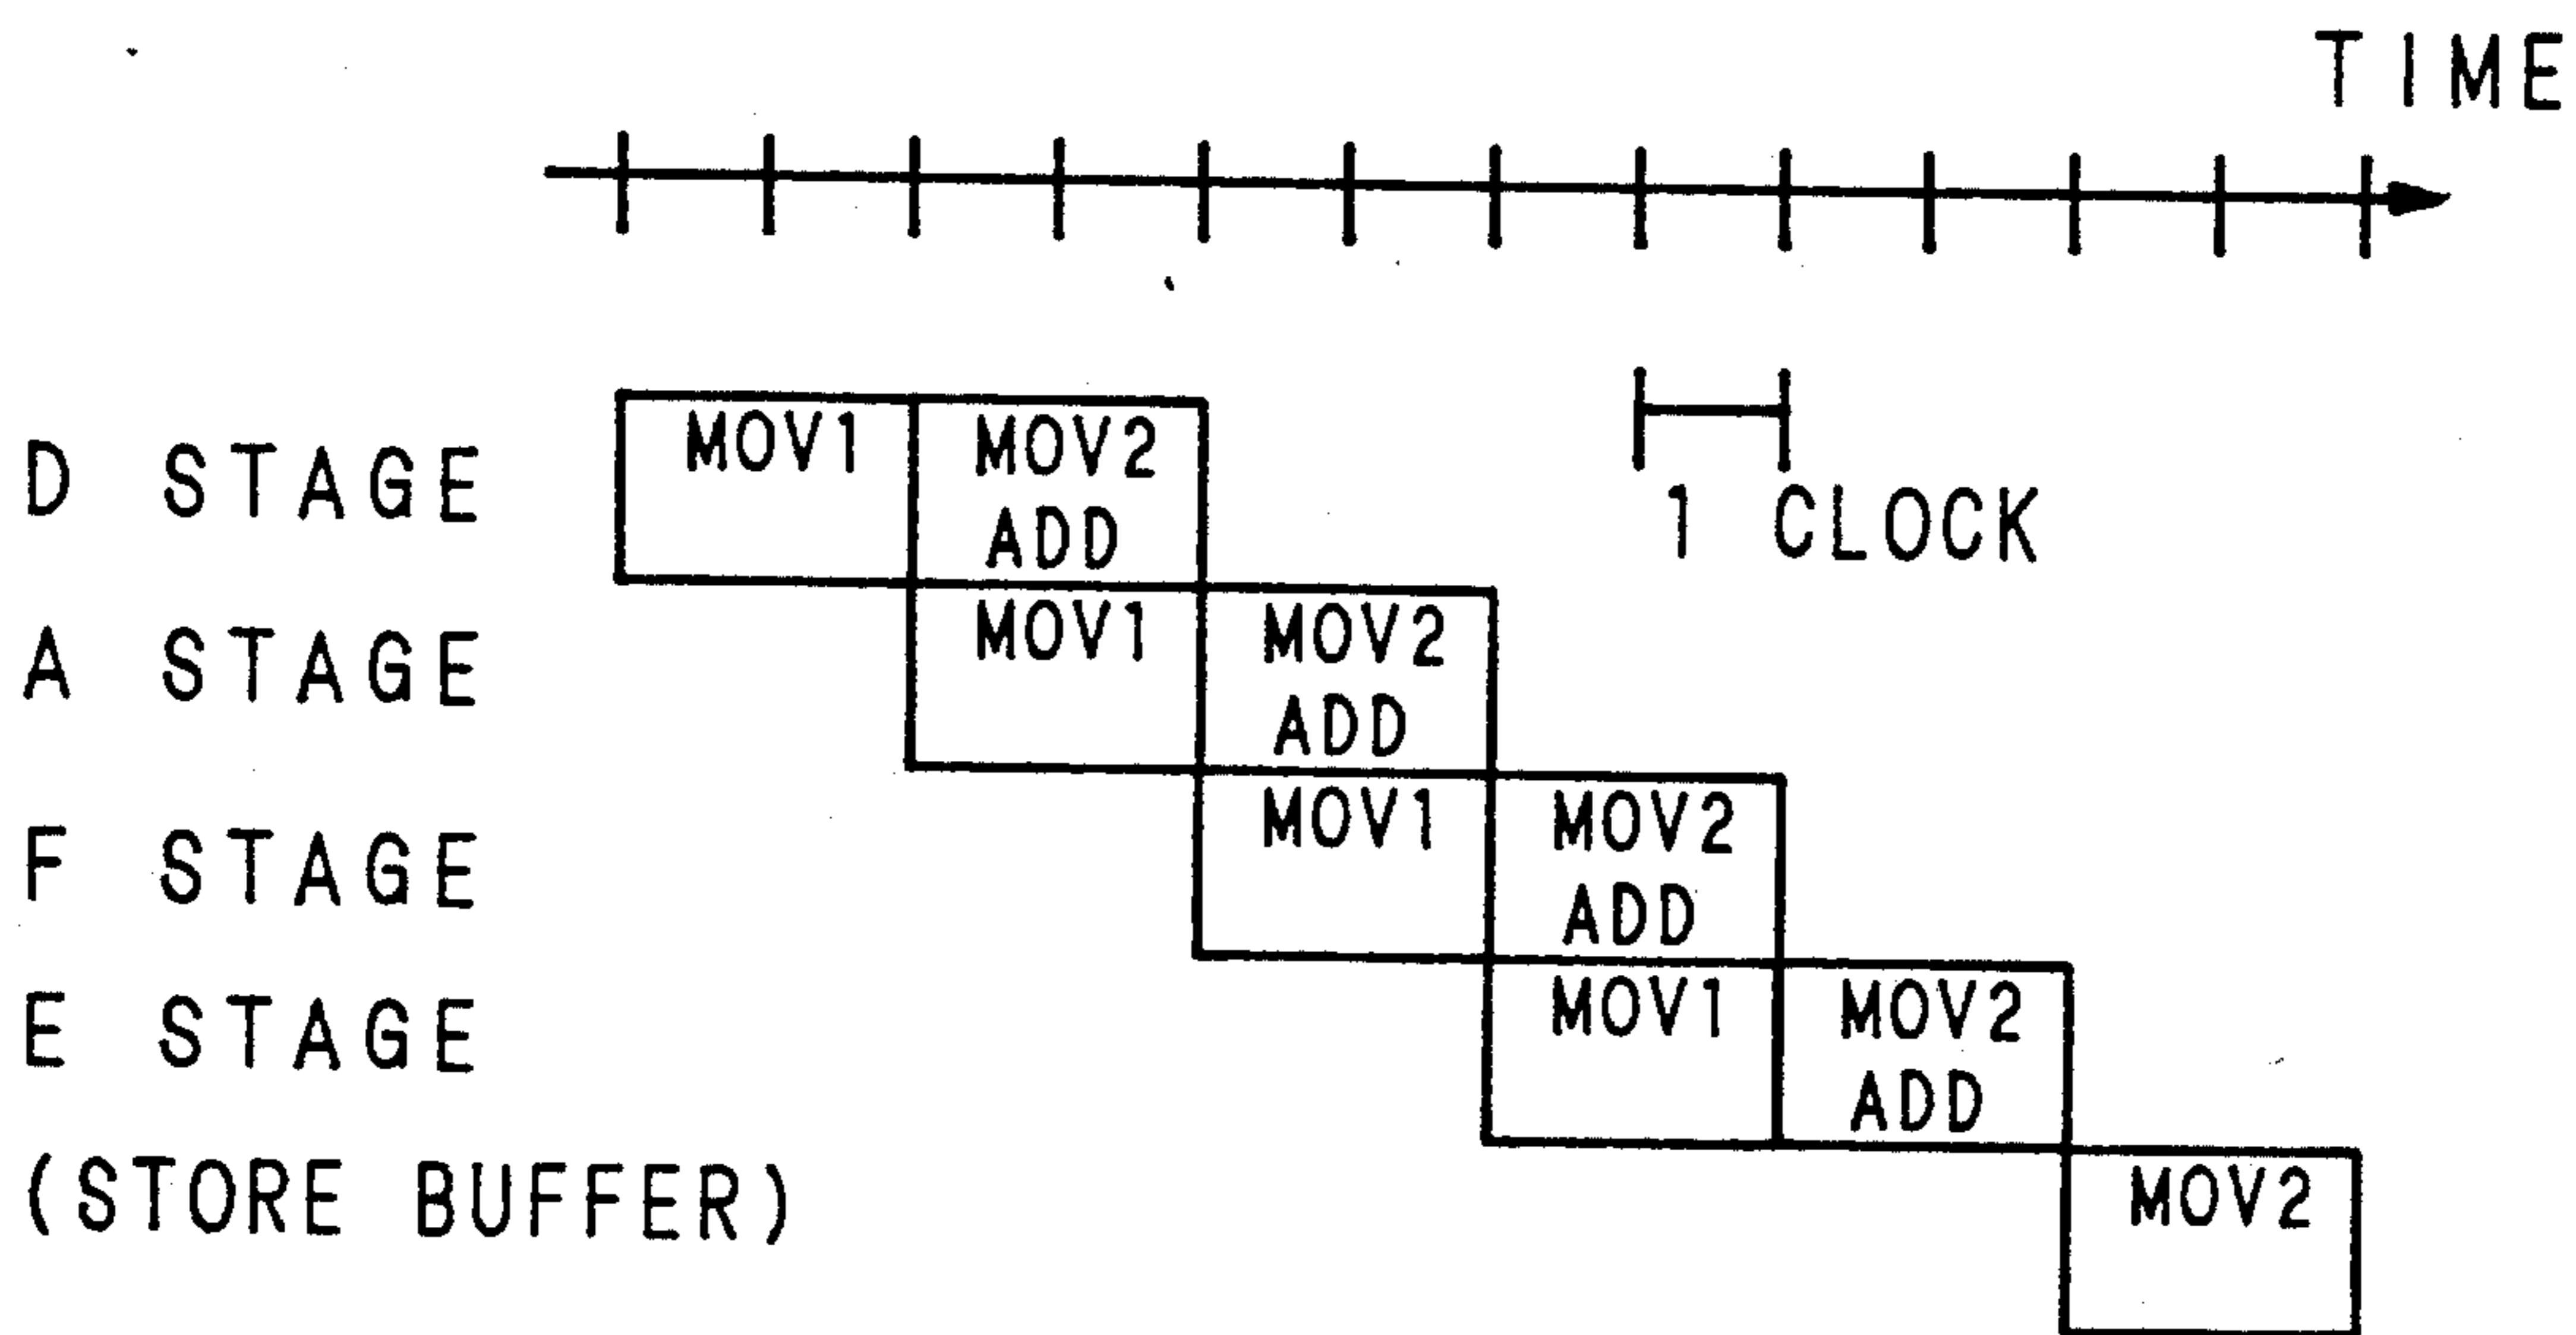 TIME
1 CLOCK
D STAGE
MOV1
MOV2
ADD
A STAGE
MOV1
MOV2
ADD
F STAGE
MOV1
MOV2
ADD
E STAGE
MOV1
MOV2
ADD
(STORE BUFFER)
MOV2